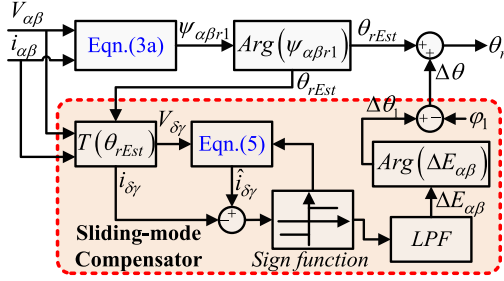 V_{αβ}
i_{αβ}
Eqn.(3a)
ψ_{αβr1}
Arg(ψ_{αβr1})
θ_{rEst}
+
+
θ_r
θ_{rEst}
Δθ
T(θ_{rEst})
V_{δγ}
Eqn.(5)
Δθ_1
+
−
φ_1
Arg(ΔE_{αβ})
i_{δγ}
î_{δγ}
ΔE_{αβ}
−
+
LPF
Sliding-mode
Compensator
Sign function